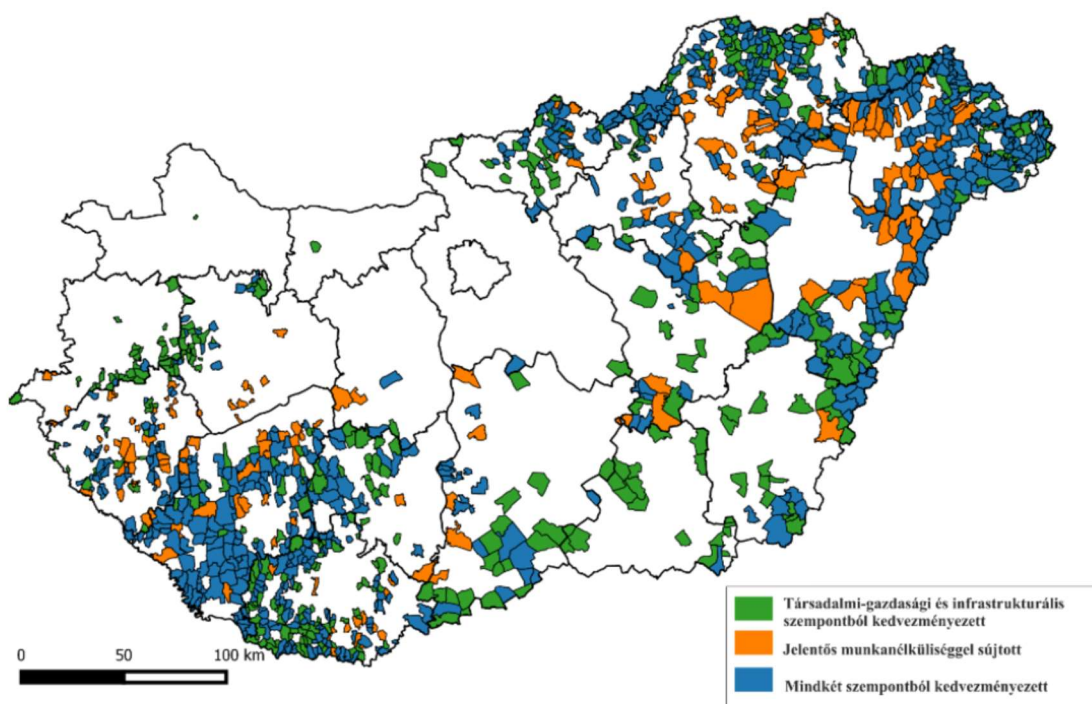 Társadalmi-gazdasági és infrastrukturális
szempontból kedvezményezett
Jelentős munkanélküliséggel sújtott
Mindkét szempontból kedvezményezett
0 50 100 km